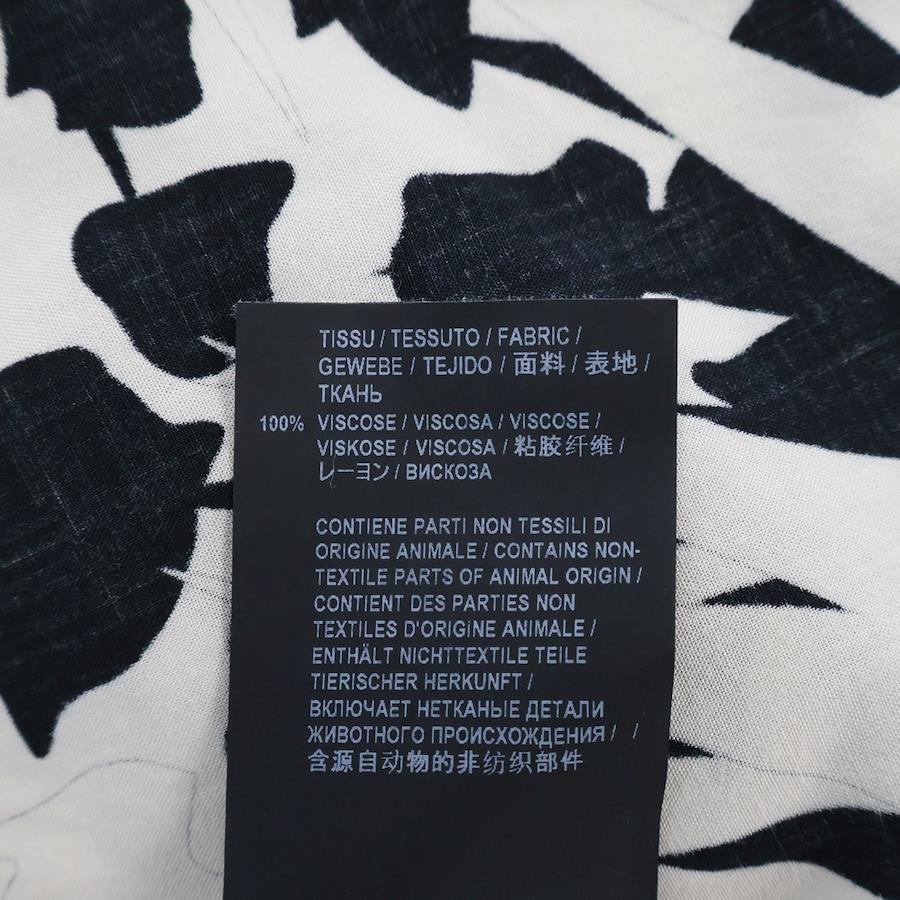 TISSU / TESSUTO / FABRIC /
GEWEBE / TEJIDO / 面料 / 表地 /
ТКАНЬ
100% VISCOSE / VISCOSA / VISCOSE /
VISKOSE / VISCOSA / 粘胶纤维 /
レーヨン / ВИСКОЗА
CONTIENE PARTI NON TESSILI DI
ORIGINE ANIMALE / CONTAINS NON-
TEXTILE PARTS OF ANIMAL ORIGIN /
CONTIENT DES PARTIES NON
TEXTILES D'ORIGINE ANIMALE /
ENTHÄLT NICHTTEXTILE TEILE
TIERISCHER HERKUNFT /
ВКЛЮЧАЕТ НЕТКАНЫЕ ДЕТАЛИ
ЖИВОТНОГО ПРОИСХОЖДЕНИЯ / /
含源自动物的非纺织部件